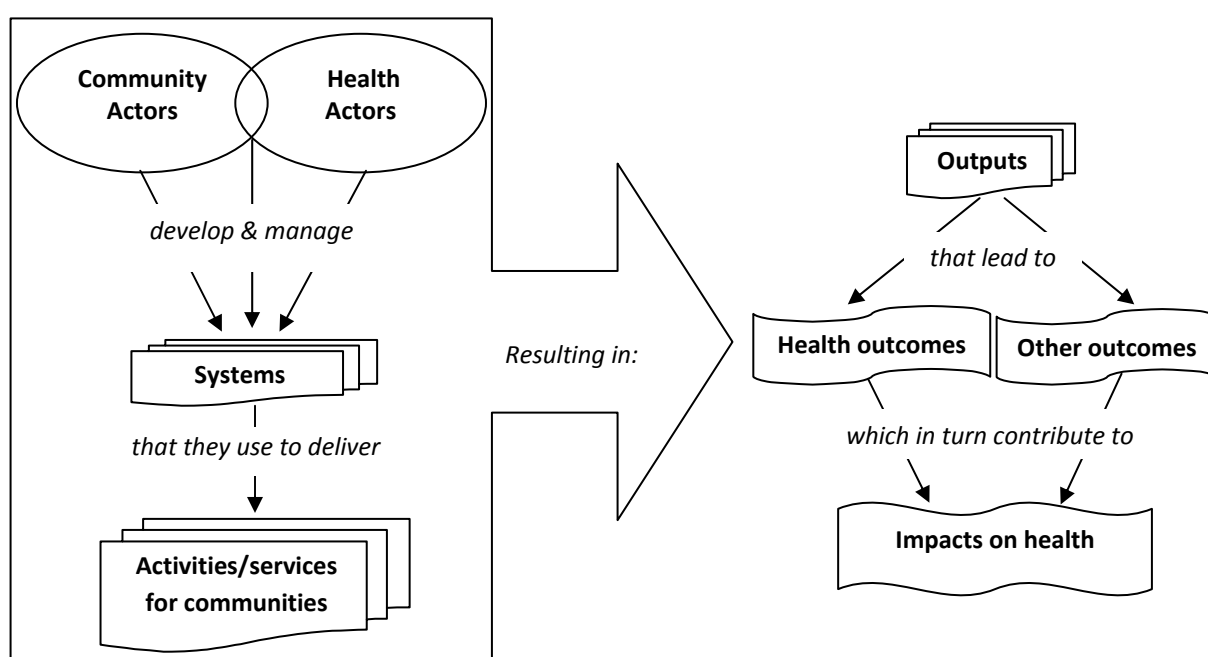 Community
Actors
Health
Actors
develop & manage
Systems
that they use to deliver
Activities/services
for communities
Resulting in:
Outputs
that lead to
Health outcomes
Other outcomes
which in turn contribute to
Impacts on health